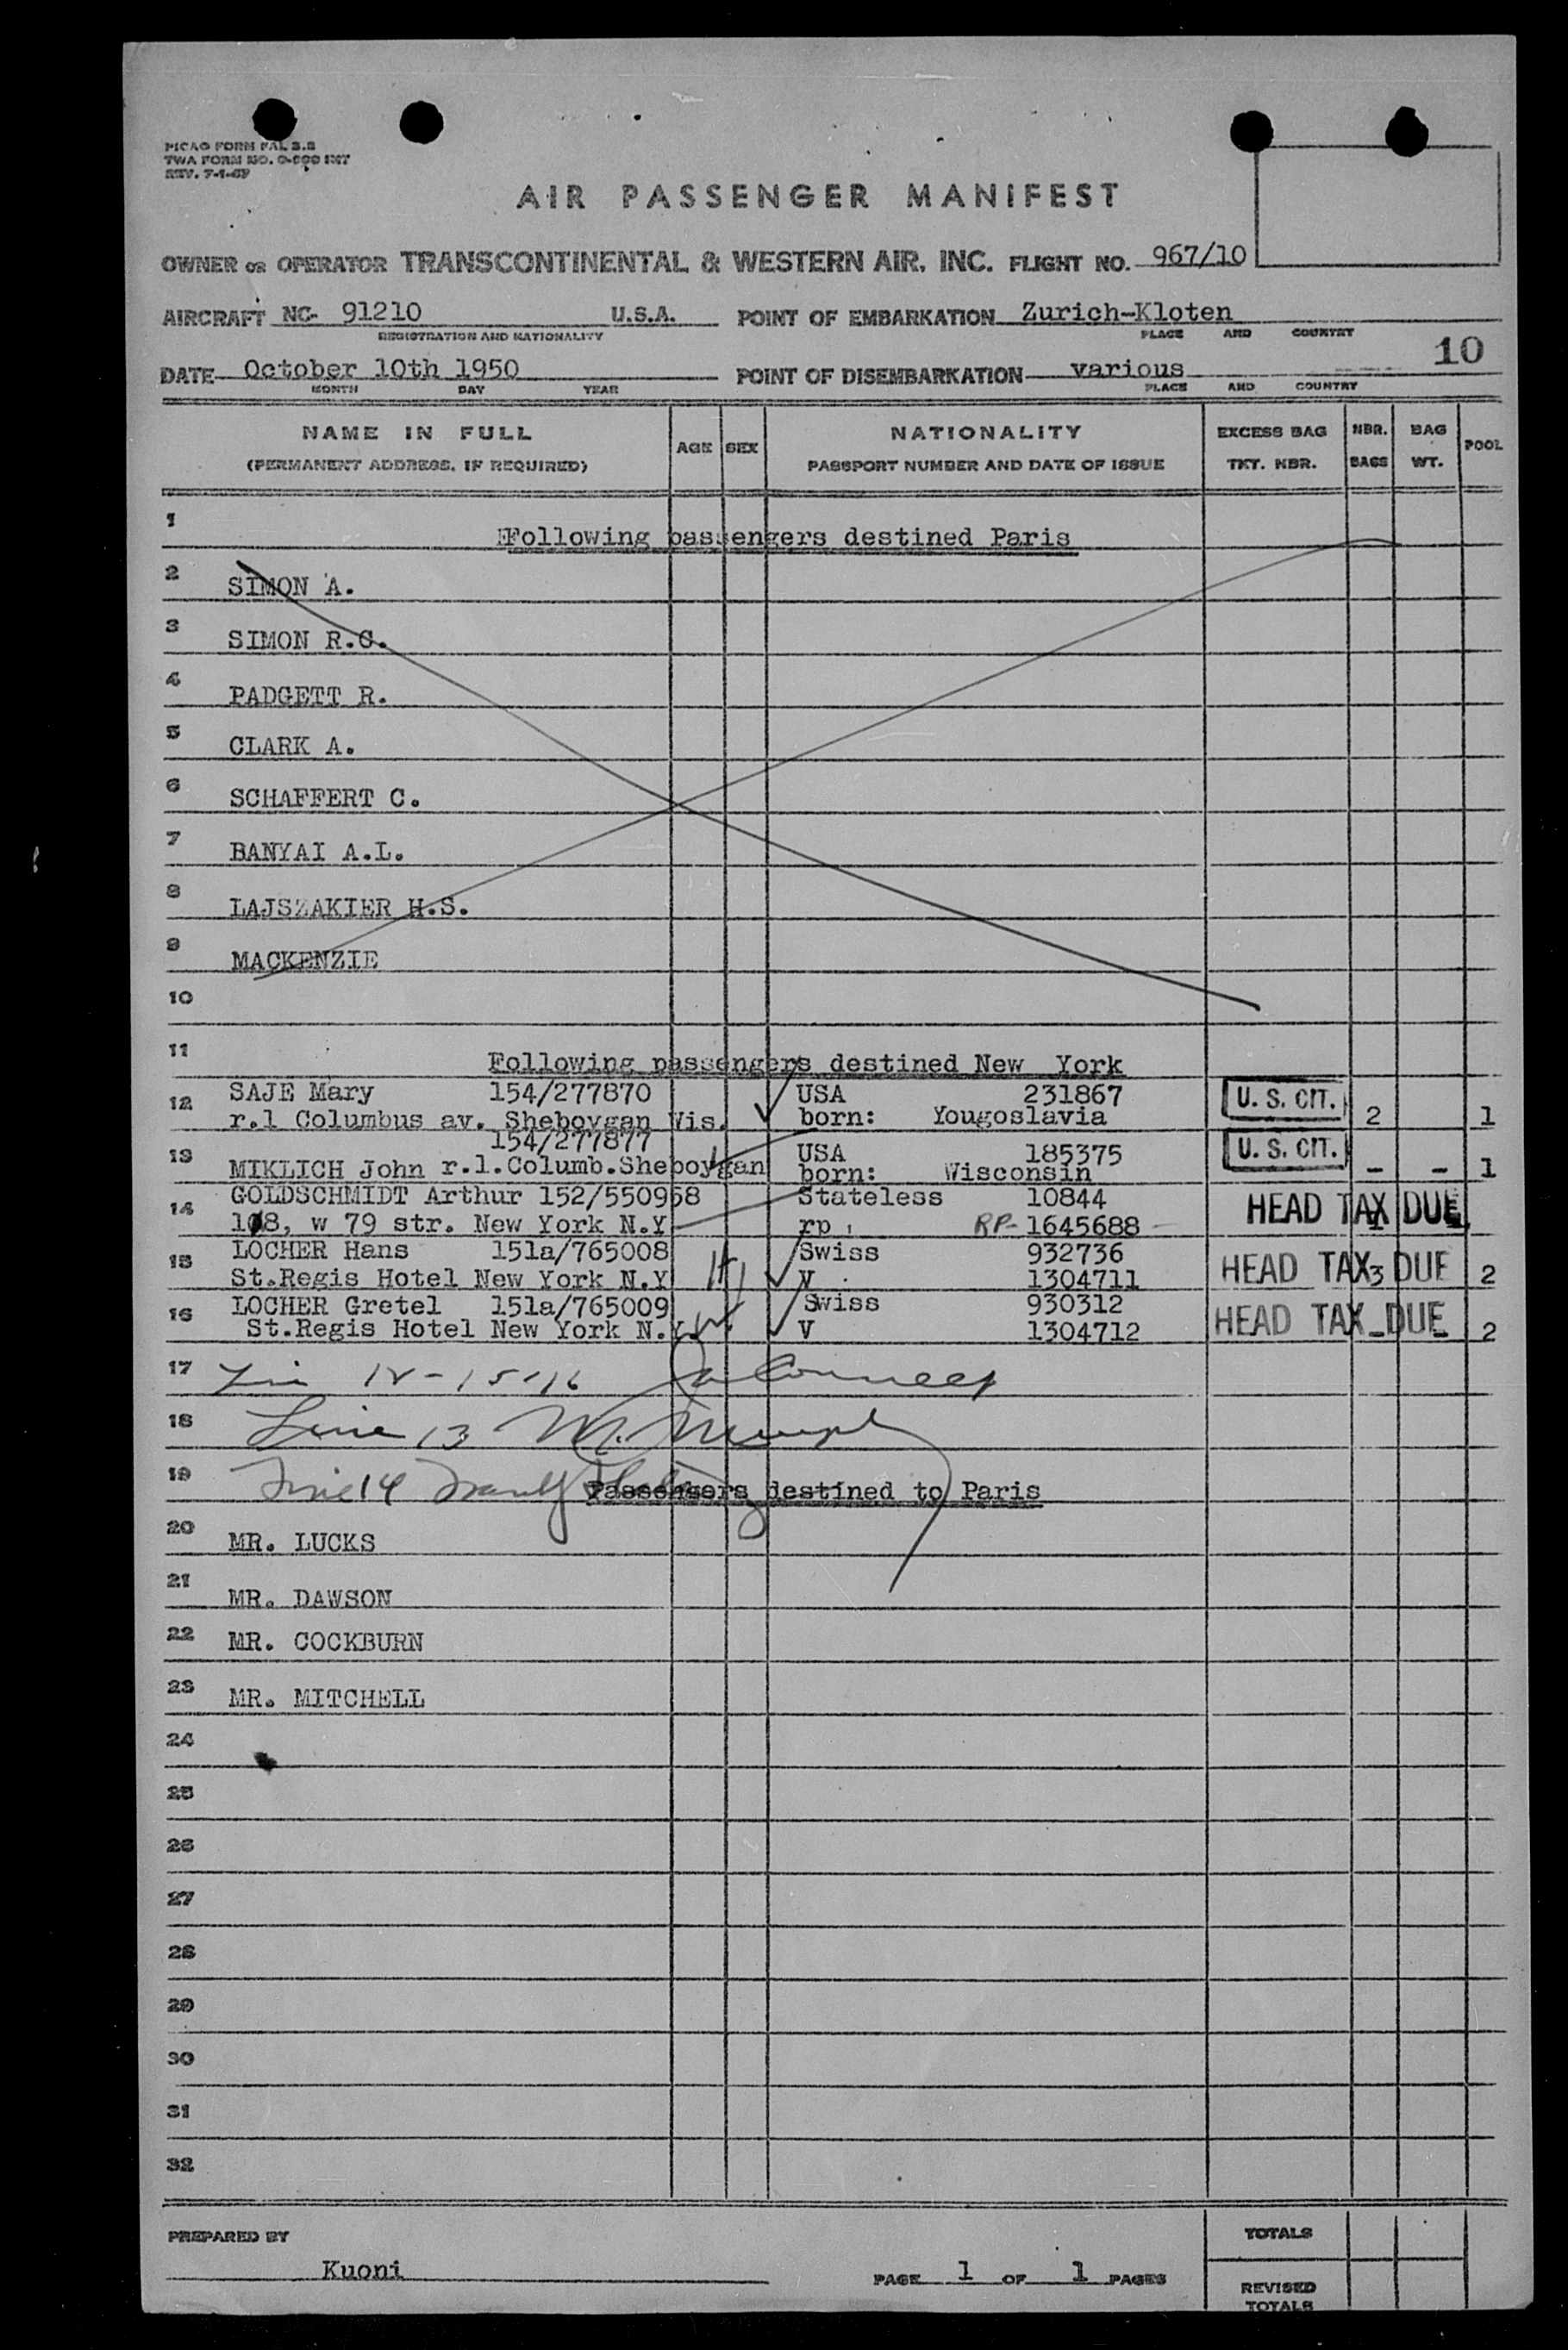 PICAO FORM FAL 2.2
TWA FORM NO. O-600 INT
REV. 7-1-47
AIR PASSENGER MANIFEST
OWNER OR OPERATOR TRANSCONTINENTAL & WESTERN AIR, INC. FLIGHT NO. 967/10
AIRCRAFT NC- 91210 U.S.A. POINT OF EMBARKATION Zurich-Kloten
REGISTRATION AND NATIONALITY PLACE AND COUNTRY
10
DATE October 10th 1950 POINT OF DISEMBARKATION various
MONTH DAY YEAR PLACE AND COUNTRY
NAME IN FULL AGE SEX NATIONALITY EXCESS BAG NBR. BAG POOL
(PERMANENT ADDRESS, IF REQUIRED) PASSPORT NUMBER AND DATE OF ISSUE TKT. NBR. BAGS WT.
1 Following passengers destined Paris
2 SIMON A.
3 SIMON R.C.
4 PADGETT R.
5 CLARK A.
6 SCHAFFERT C.
7 BANYAI A.L.
8 LAJSZAKIER H.S.
9 MACKENZIE
10
11 Following passengers destined New York
12 SAJE Mary 154/277870 USA 231867 U. S. CIT.
r.1 Columbus av. Sheboygan Wis. born: Yougoslavia 2 1
154/277877
13 MIKLICH John r.1.Columb.Sheboygan USA 185375 U. S. CIT.
born: Wisconsin - - 1
14 GOLDSCHMIDT Arthur 152/550958 Stateless 10844 HEAD TAX DUE
108, w 79 str. New York N.Y rp RP- 1645688
15 LOCHER Hans 151a/765008 Swiss 932736 HEAD TAX DUE
St.Regis Hotel New York N.Y V 1304711 3 2
16 LOCHER Gretel 151a/765009 Swiss 930312 HEAD TAX DUE
St.Regis Hotel New York N.Y. V 1304712 - - 2
17 12-15-16
18 Line 13 M. Murphy
19 Line 14 Passengers destined to Paris
20 MR. LUCKS
21 MR. DAWSON
22 MR. COCKBURN
23 MR. MITCHELL
24
25
26
27
28
29
30
31
32
PREPARED BY Kuoni PAGE 1 OF 1 PAGES
TOTALS
REVISED
TOTALS